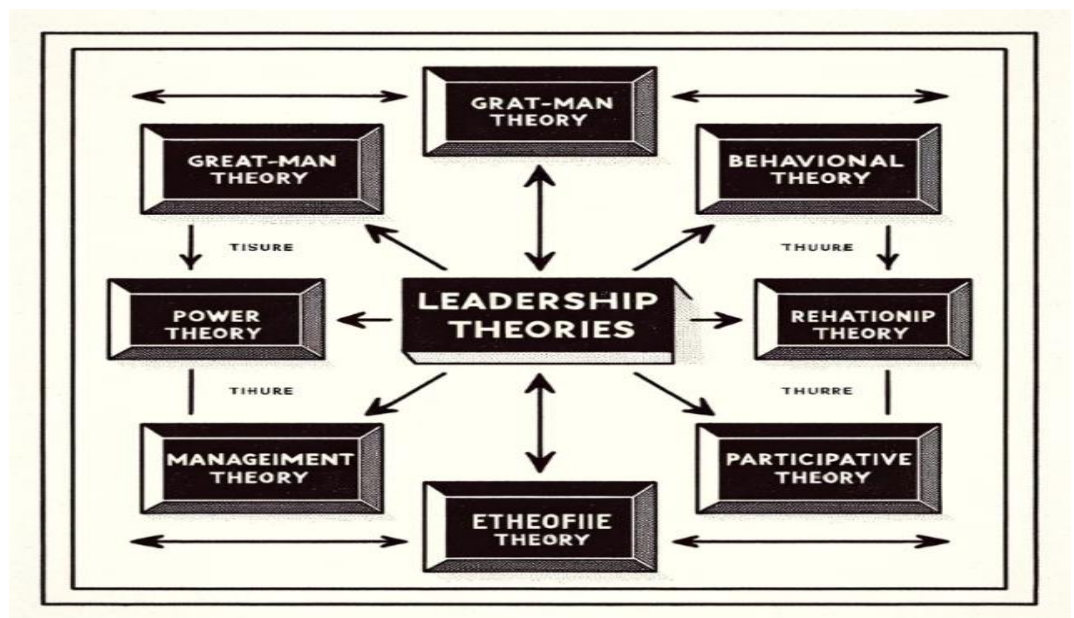 GRAT-MAN
THEORY
GREAT-MAN
THEORY
BEHAVIONAL
THEORY
TISURE
THUURE
POWER
THEORY
LEADERSHIP
THEORIES
REHATIONIP
THEORY
TIHURE
THURRE
MANAGEIMENT
THEORY
PARTICIPATIVE
THEORY
ETHEOFIIE
THEORY